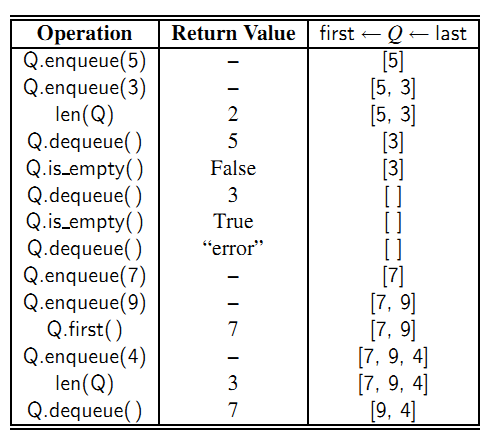 Operation Return Value first ← Q ← last
Q.enqueue(5) – [5]
Q.enqueue(3) – [5, 3]
len(Q) 2 [5, 3]
Q.dequeue( ) 5 [3]
Q.is_empty( ) False [3]
Q.dequeue( ) 3 [ ]
Q.is_empty( ) True [ ]
Q.dequeue( ) “error” [ ]
Q.enqueue(7) – [7]
Q.enqueue(9) – [7, 9]
Q.first( ) 7 [7, 9]
Q.enqueue(4) – [7, 9, 4]
len(Q) 3 [7, 9, 4]
Q.dequeue( ) 7 [9, 4]